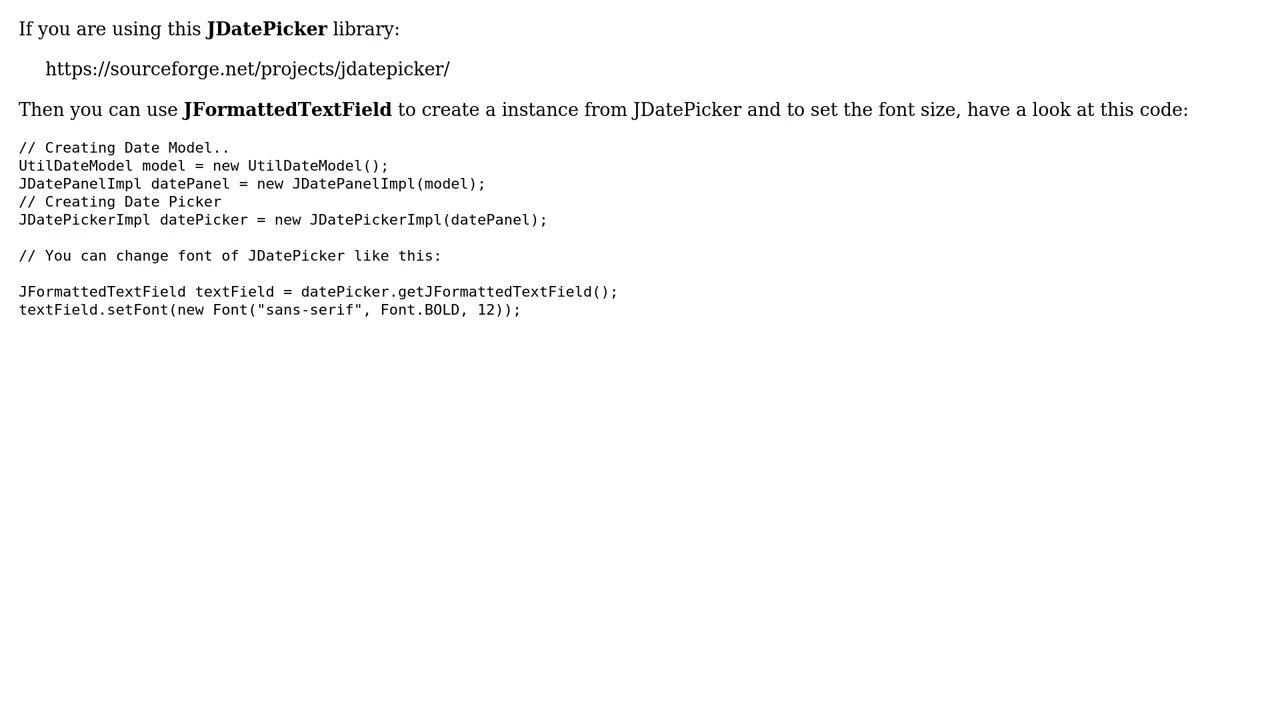 If you are using this JDatePicker library:
https://sourceforge.net/projects/jdatepicker/
Then you can use JFormattedTextField to create a instance from JDatePicker and to set the font size, have a look at this code:
// Creating Date Model..
UtilDateModel model = new UtilDateModel();
JDatePanelImpl datePanel = new JDatePanelImpl(model);
// Creating Date Picker
JDatePickerImpl datePicker = new JDatePickerImpl(datePanel);
// You can change font of JDatePicker like this:
JFormattedTextField textField = datePicker.getJFormattedTextField();
textField.setFont(new Font("sans-serif", Font.BOLD, 12));